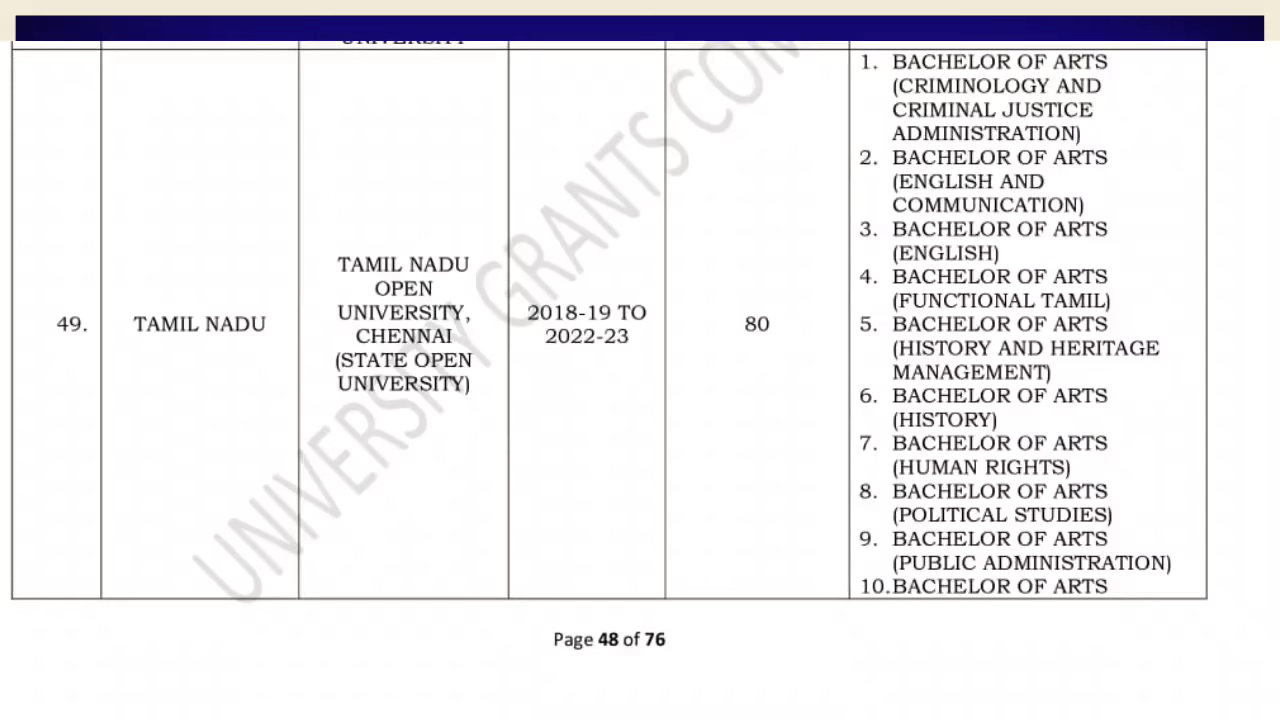 UNIVERSITY
49.
TAMIL NADU
TAMIL NADU
OPEN
UNIVERSITY,
CHENNAI
(STATE OPEN
UNIVERSITY)
2018-19 TO
2022-23
80
1. BACHELOR OF ARTS
(CRIMINOLOGY AND
CRIMINAL JUSTICE
ADMINISTRATION)
2. BACHELOR OF ARTS
(ENGLISH AND
COMMUNICATION)
3. BACHELOR OF ARTS
(ENGLISH)
4. BACHELOR OF ARTS
(FUNCTIONAL TAMIL)
5. BACHELOR OF ARTS
(HISTORY AND HERITAGE
MANAGEMENT)
6. BACHELOR OF ARTS
(HISTORY)
7. BACHELOR OF ARTS
(HUMAN RIGHTS)
8. BACHELOR OF ARTS
(POLITICAL STUDIES)
9. BACHELOR OF ARTS
(PUBLIC ADMINISTRATION)
10.BACHELOR OF ARTS
UNIVERSITY GRANTS COM
Page 48 of 76